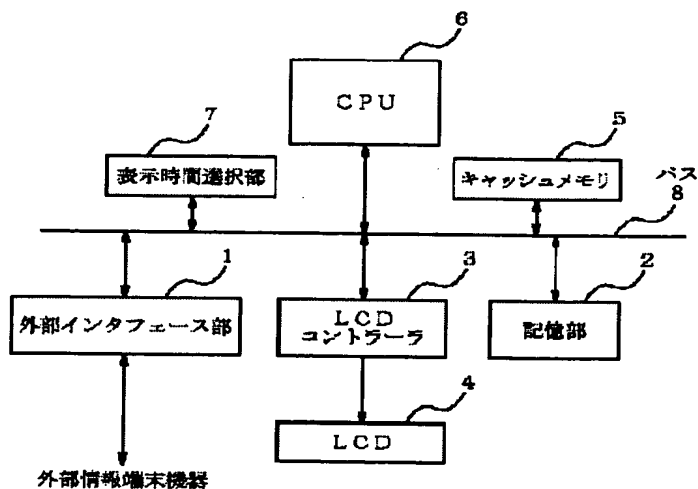 6
CPU
7
表示時間選択部
5
キャッシュメモリ
バス
8
1
外部インタフェース部
3
LCD
コントローラ
2
記憶部
4
LCD
外部情報端末機器